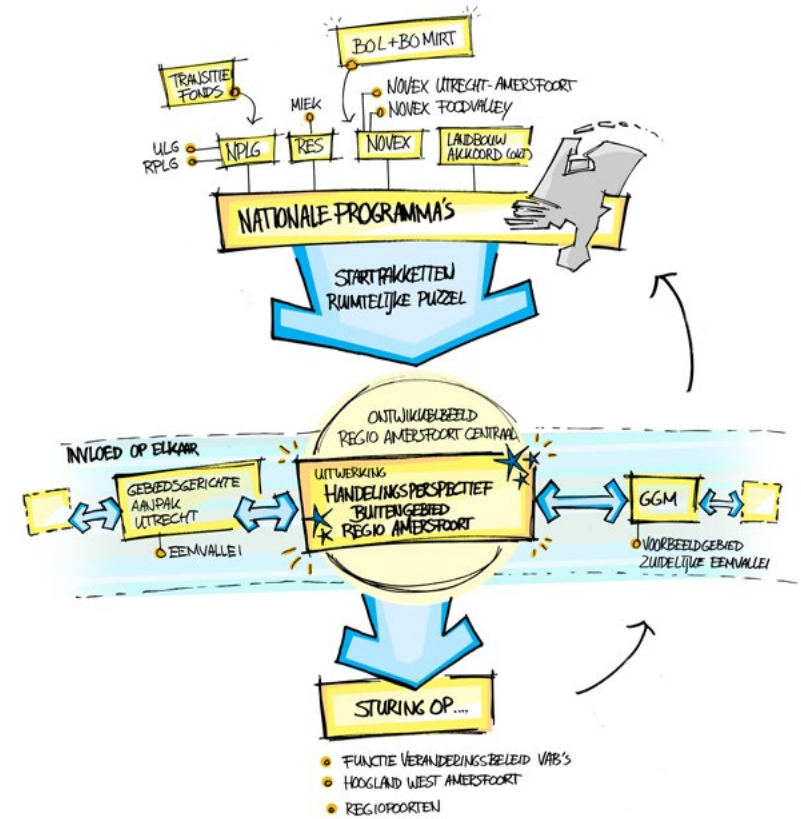 BOL+BOMIRT
TRANSITIE
FONDS
MIEK
NOVEX UTRECHT-AMERSFOORT
NOVEX FOODVALLEY
ULG
RPLG
NPLG
RES
NOVEX
LANDBOUW
AKKOORD (OKT)
NATIONALE PROGRAMMA'S
STARTPAKKETTEN
RUIMTELIJKE PUZZEL
ONTWIKKELBEELD
REGIO AMERSFOORT CENTRAAL
INVLOED OP ELKAAR
GEBIEDSGERICHTE
AANPAK
UTRECHT
EEMVALLEI
UITWERKING
HANDELINGSPERSPECTIEF
BUITENGEBIED
REGIO AMERSFOORT
GGM
VOORBEELDGEBIED
ZUIDELIJKE EEMVALLEI
STURING OP....
FUNCTIE VERANDERINGSBELEID VAB'S
HOOGLAND WEST AMERSFOORT
REGIOPOORTEN